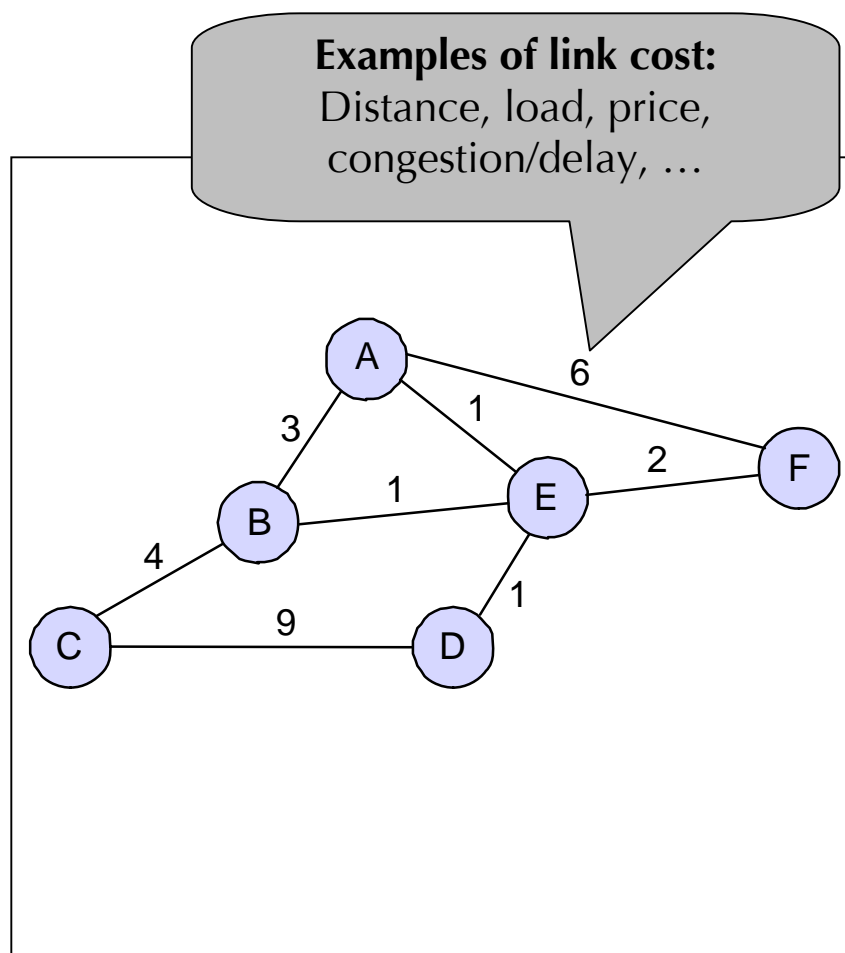 Examples of link cost:
Distance, load, price,
congestion/delay, …
A
6
1
3
F
2
E
1
B
4
1
9
C
D